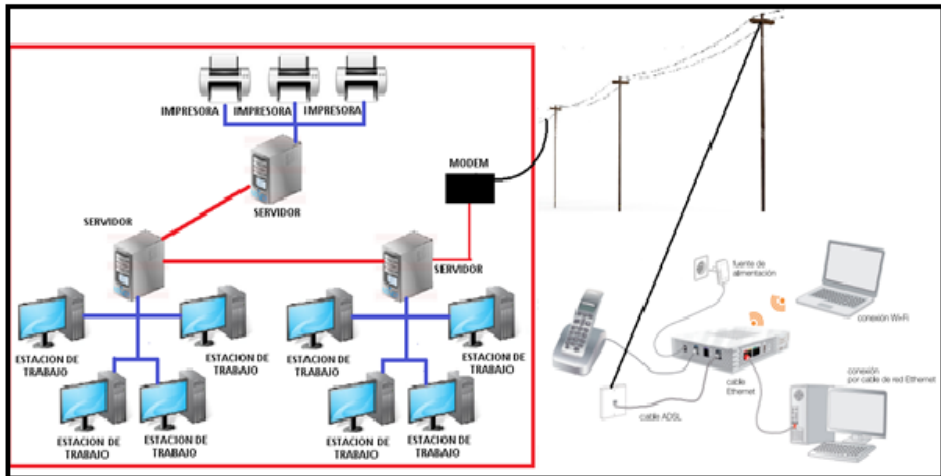 IMPRESORA IMPRESORA IMPRESORA
MODEM
SERVIDOR
SERVIDOR
SERVIDOR
fuente de
alimentación
conexión Wi-Fi
ESTACION DE
TRABAJO
ESTACION DE
TRABAJO
ESTACION DE
TRABAJO
ESTACION DE
TRABAJO
cable
Ethernet
conexión
por cable de red Ethernet
cable ADSL
ESTACION DE
TRABAJO
ESTACION DE
TRABAJO
ESTACION DE
TRABAJO
ESTACION DE
TRABAJO